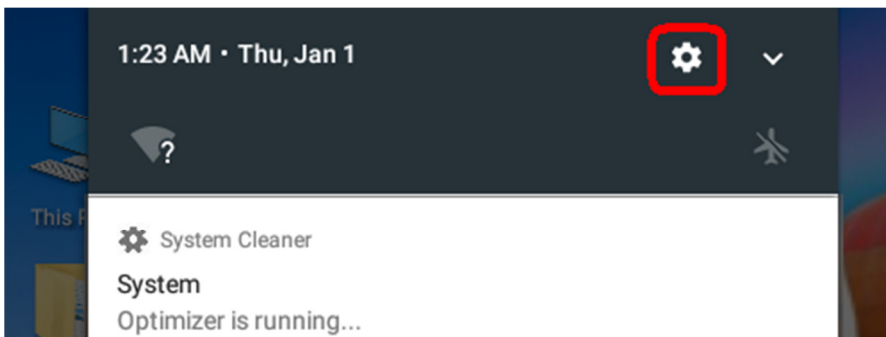 1:23 AM • Thu, Jan 1
?
This P
System Cleaner
System
Optimizer is running...